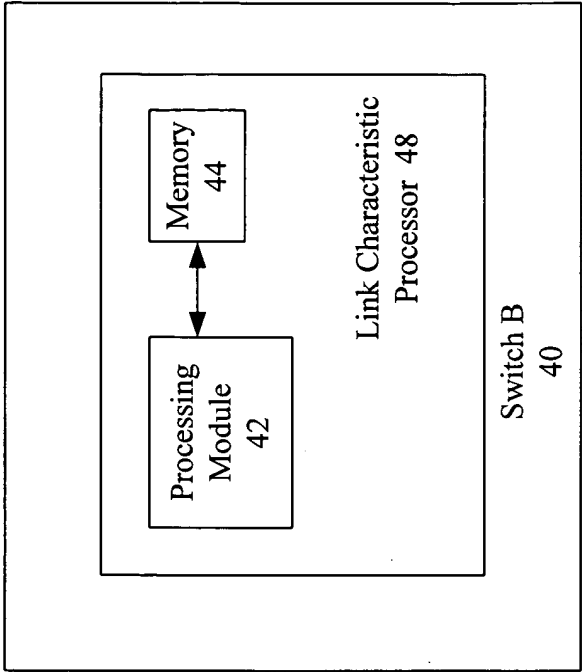 Processing
Module
42
Memory
44
Link Characteristic
Processor 48
Switch B
40